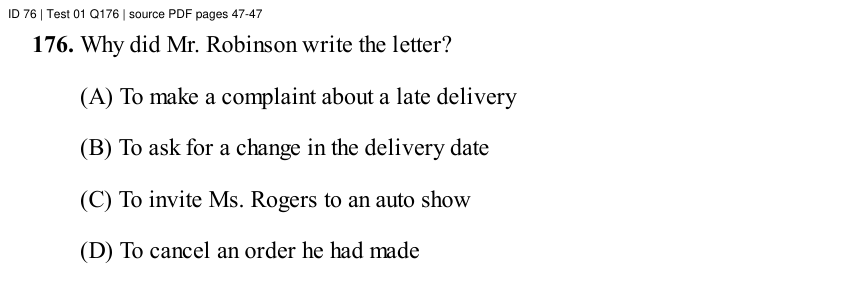 ID 76 | Test 01 Q176 | source PDF pages 47-47
176. Why did Mr. Robinson write the letter?
(A) To make a complaint about a late delivery
(B) To ask for a change in the delivery date
(C) To invite Ms. Rogers to an auto show
(D) To cancel an order he had made